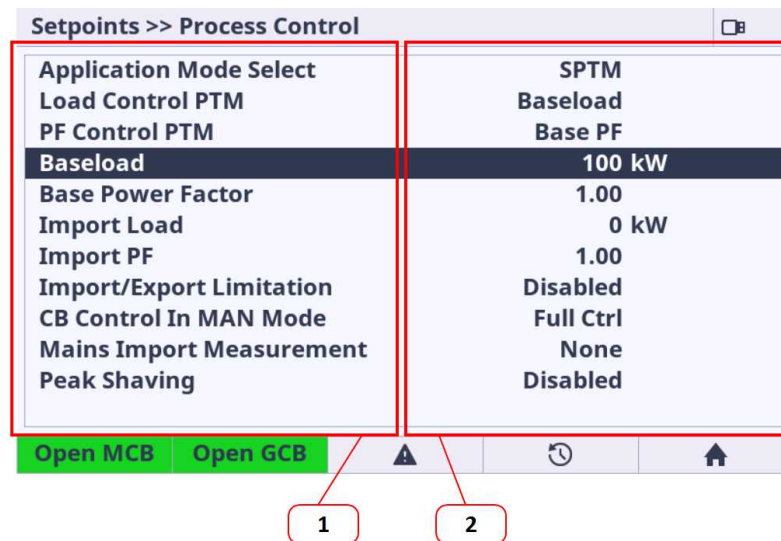 Setpoints >> Process Control
Application Mode Select SPTM
Load Control PTM Baseload
PF Control PTM Base PF
Baseload 100 kW
Base Power Factor 1.00
Import Load 0 kW
Import PF 1.00
Import/Export Limitation Disabled
CB Control In MAN Mode Full Ctrl
Mains Import Measurement None
Peak Shaving Disabled
Open MCB Open GCB
1 2